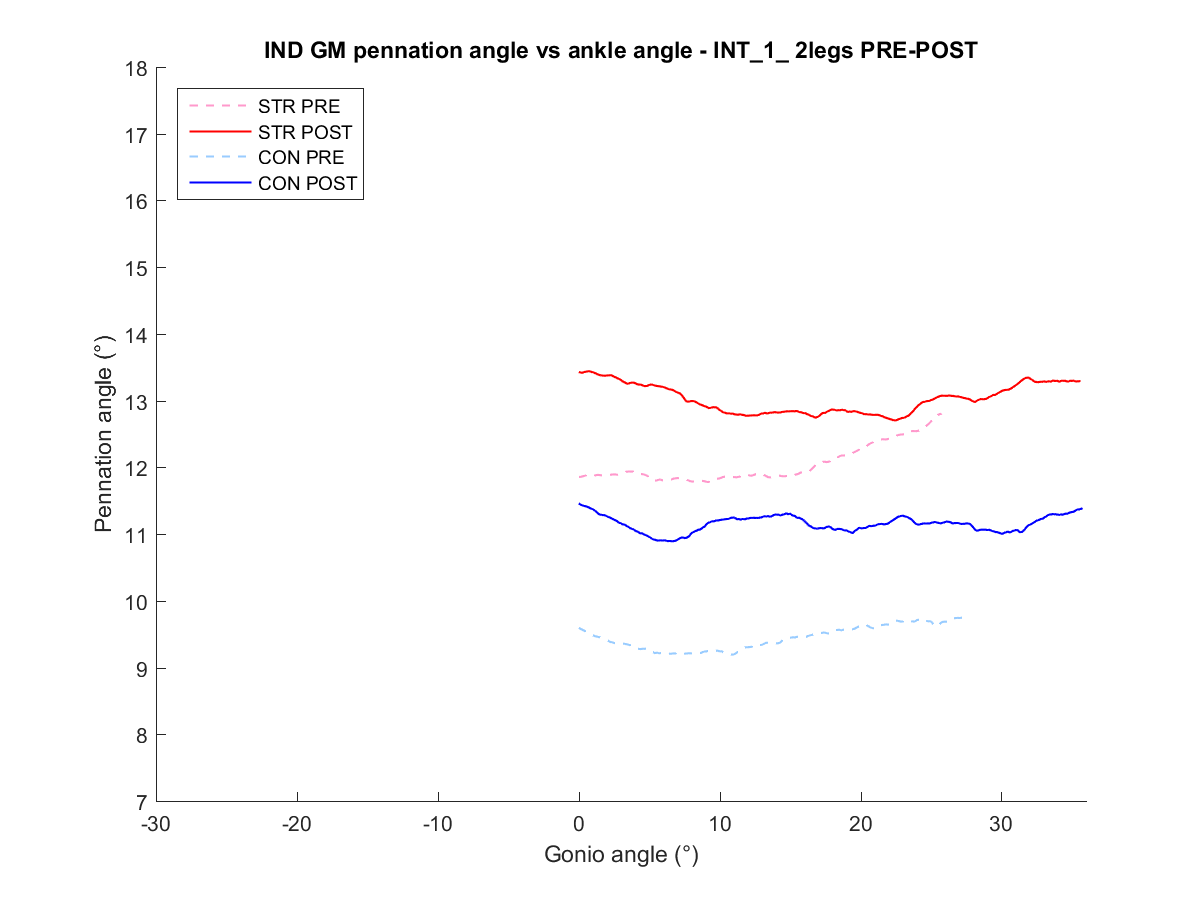 IND GM pennation angle vs ankle angle - INT_1_ 2legs PRE-POST
STR PRE
STR POST
CON PRE
CON POST
18
17
16
15
14
13
12
11
10
9
8
7
Pennation angle (°)
-30
-20
-10
0
10
20
30
Gonio angle (°)